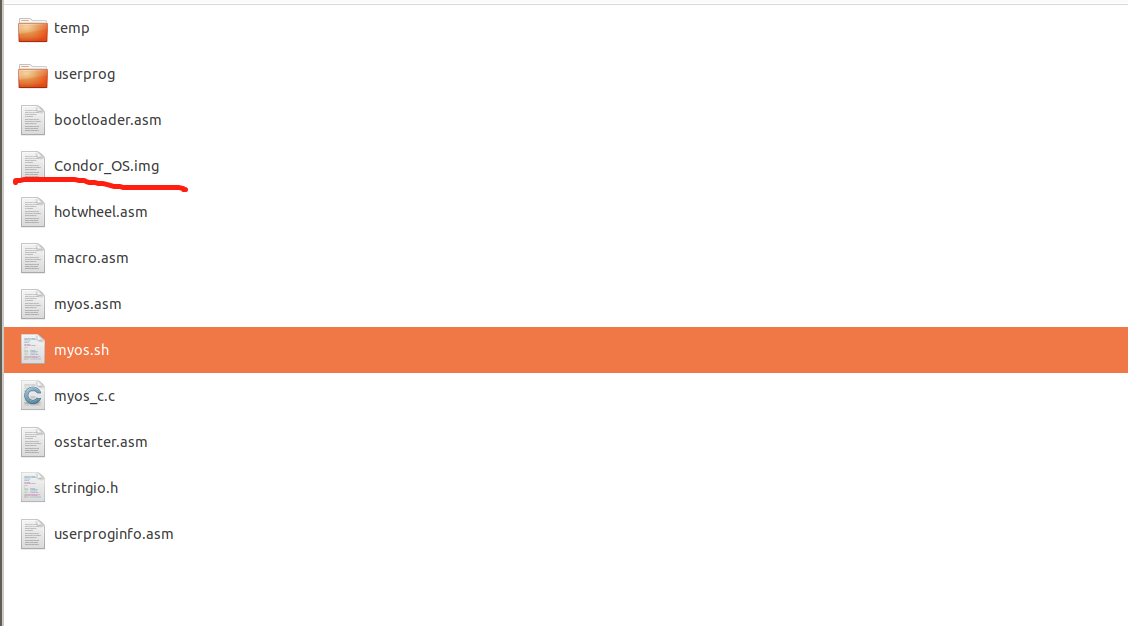 temp
userprog
bootloader.asm
Condor_OS.img
hotwheel.asm
macro.asm
myos.asm
myos.sh
myos_c.c
osstarter.asm
stringio.h
userproginfo.asm